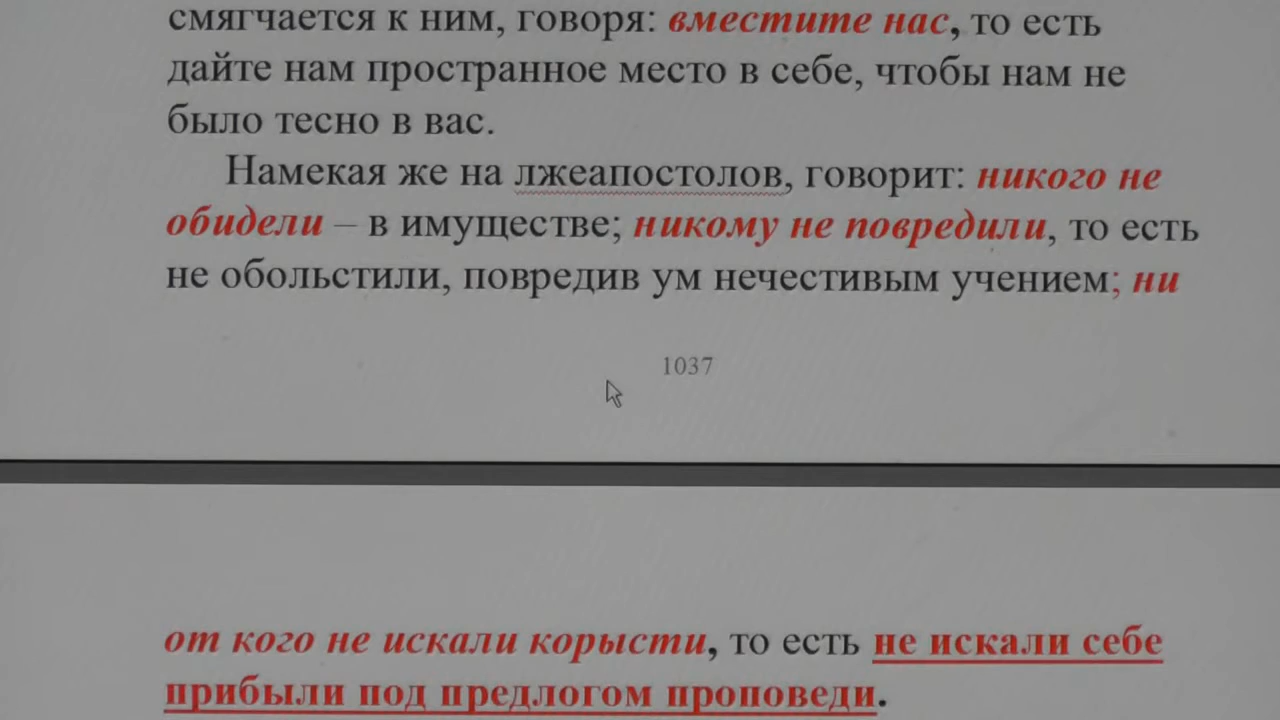 смягчается к ним, говоря: вместите нас, то есть
дайте нам пространное место в себе, чтобы нам не
было тесно в вас.
Намекая же на лжеапостолов, говорит: никого не
обидели – в имуществе; никому не повредили, то есть
не обольстили, повредив ум нечестивым учением; ни
1037
от кого не искали корысти, то есть не искали себе
прибыли под предлогом проповеди.